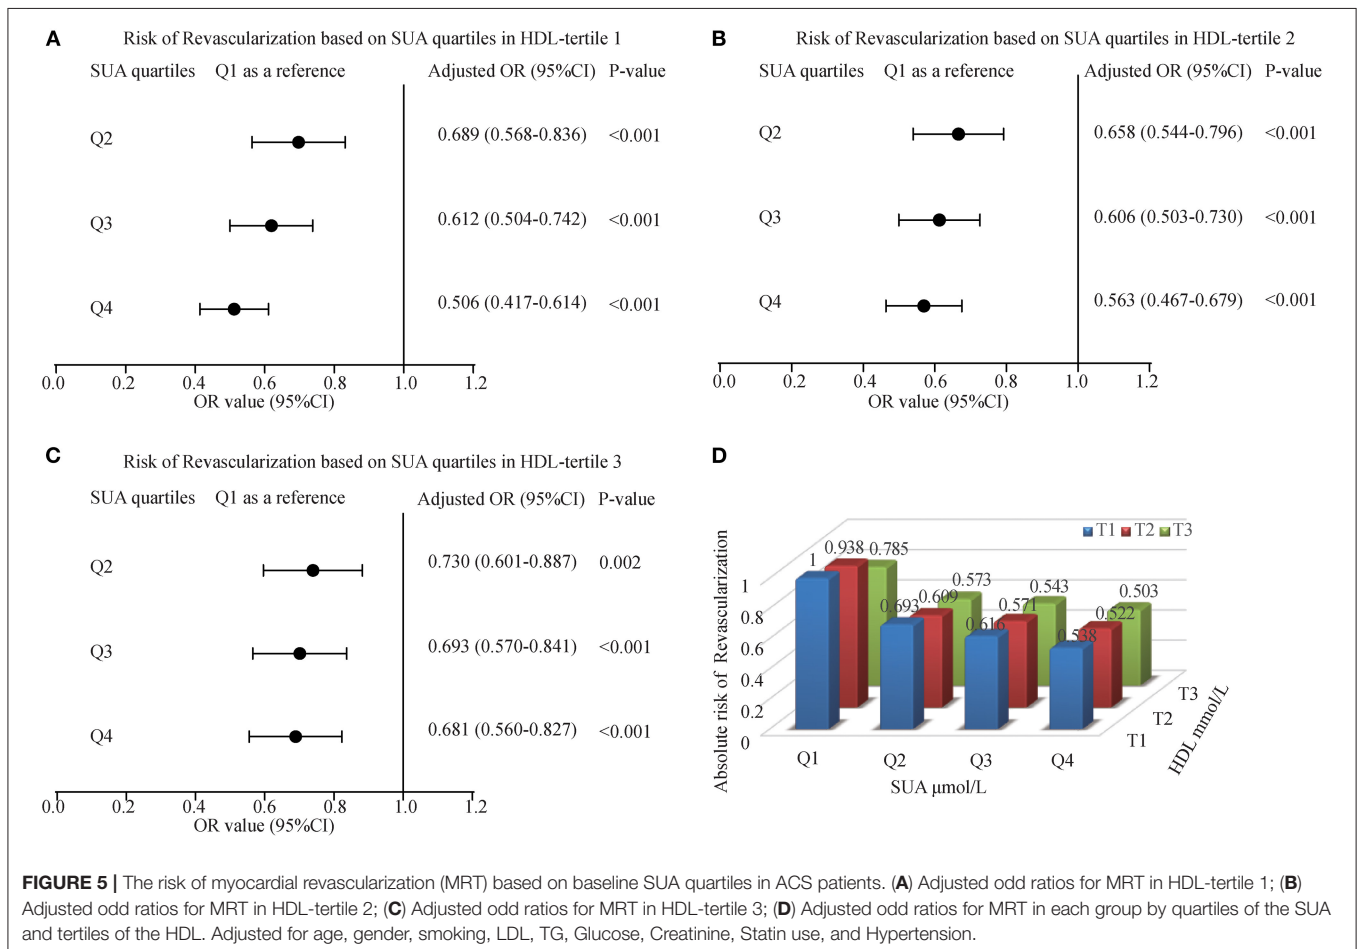 A
Risk of Revascularization based on SUA quartiles in HDL-tertile 1
SUA quartiles Q1 as a reference Adjusted OR (95%CI) P-value
Q2 0.689 (0.568-0.836) <0.001
Q3 0.612 (0.504-0.742) <0.001
Q4 0.506 (0.417-0.614) <0.001
0.0 0.2 0.4 0.6 0.8 1.0 1.2
OR value (95%CI)
B
Risk of Revascularization based on SUA quartiles in HDL-tertile 2
SUA quartiles Q1 as a reference Adjusted OR (95%CI) P-value
Q2 0.658 (0.544-0.796) <0.001
Q3 0.606 (0.503-0.730) <0.001
Q4 0.563 (0.467-0.679) <0.001
0.0 0.2 0.4 0.6 0.8 1.0 1.2
OR value (95%CI)
C
Risk of Revascularization based on SUA quartiles in HDL-tertile 3
SUA quartiles Q1 as a reference Adjusted OR (95%CI) P-value
Q2 0.730 (0.601-0.887) 0.002
Q3 0.693 (0.570-0.841) <0.001
Q4 0.681 (0.560-0.827) <0.001
0.0 0.2 0.4 0.6 0.8 1.0 1.2
OR value (95%CI)
D
T1 T2 T3
Absolute risk of Revascularization
1
0.8
0.6
0.4
0.2
0
1 0.938 0.785
0.693 0.609 0.573
0.616 0.571 0.543
0.538 0.522 0.503
Q1 Q2 Q3 Q4
SUA μmol/L
T1
T2
T3
HDL mmol/L
FIGURE 5 | The risk of myocardial revascularization (MRT) based on baseline SUA quartiles in ACS patients. (A) Adjusted odd ratios for MRT in HDL-tertile 1; (B)
Adjusted odd ratios for MRT in HDL-tertile 2; (C) Adjusted odd ratios for MRT in HDL-tertile 3; (D) Adjusted odd ratios for MRT in each group by quartiles of the SUA
and tertiles of the HDL. Adjusted for age, gender, smoking, LDL, TG, Glucose, Creatinine, Statin use, and Hypertension.